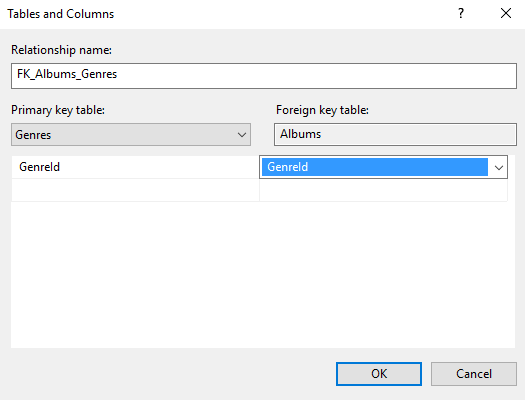 Tables and Columns ?
Relationship name:
FK_Albums_Genres
Primary key table: Foreign key table:
Genres Albums
GenreId GenreId
OK Cancel